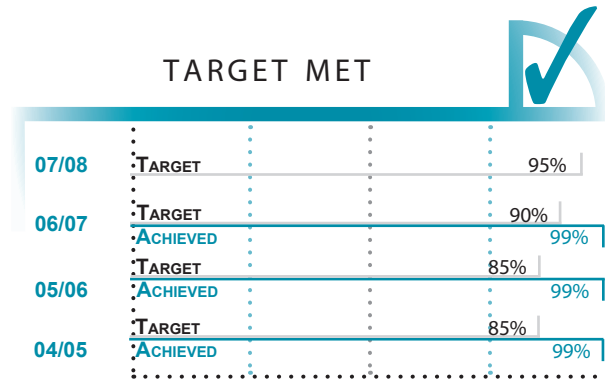 TARGET MET
07/08 TARGET 95%
06/07 TARGET 90%
ACHIEVED 99%
TARGET 85%
05/06 ACHIEVED 99%
TARGET 85%
04/05 ACHIEVED 99%